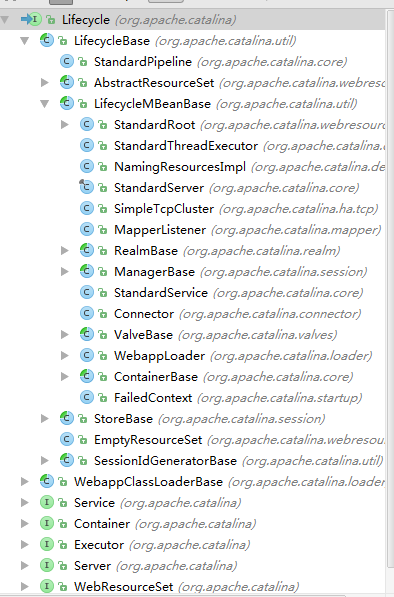 Lifecycle (org.apache.catalina)
LifecycleBase (org.apache.catalina.util)
StandardPipeline (org.apache.catalina.core)
AbstractResourceSet (org.apache.catalina.webresou
LifecycleMBeanBase (org.apache.catalina.util)
StandardRoot (org.apache.catalina.webresourc
StandardThreadExecutor (org.apache.catalina.c
NamingResourcesImpl (org.apache.catalina.de
StandardServer (org.apache.catalina.core)
SimpleTcpCluster (org.apache.catalina.ha.tcp)
MapperListener (org.apache.catalina.mapper)
RealmBase (org.apache.catalina.realm)
ManagerBase (org.apache.catalina.session)
StandardService (org.apache.catalina.core)
Connector (org.apache.catalina.connector)
ValveBase (org.apache.catalina.valves)
WebappLoader (org.apache.catalina.loader)
ContainerBase (org.apache.catalina.core)
FailedContext (org.apache.catalina.startup)
StoreBase (org.apache.catalina.session)
EmptyResourceSet (org.apache.catalina.webresou
SessionIdGeneratorBase (org.apache.catalina.util)
WebappClassLoaderBase (org.apache.catalina.loade
Service (org.apache.catalina)
Container (org.apache.catalina)
Executor (org.apache.catalina)
Server (org.apache.catalina)
WebResourceSet (org.apache.catalina)